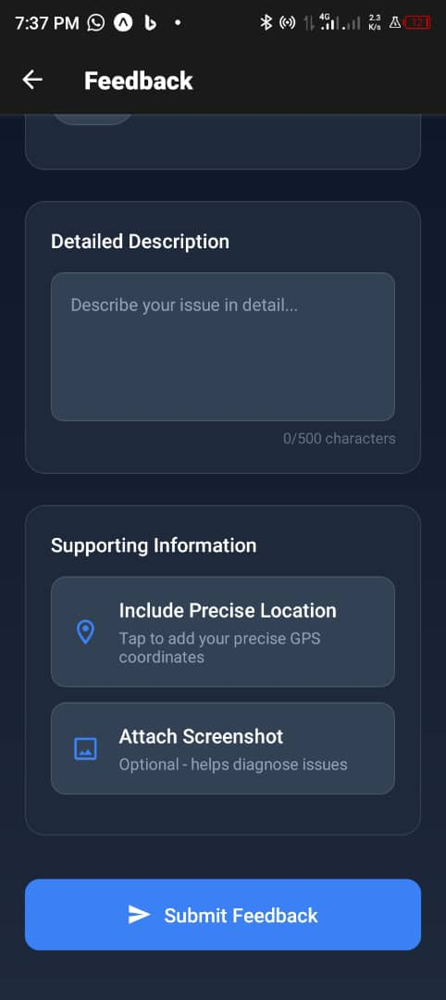 7:37 PM
4G
2.3
K/s
12
Feedback
Detailed Description
Describe your issue in detail...
0/500 characters
Supporting Information
Include Precise Location
Tap to add your precise GPS
coordinates
Attach Screenshot
Optional - helps diagnose issues
Submit Feedback